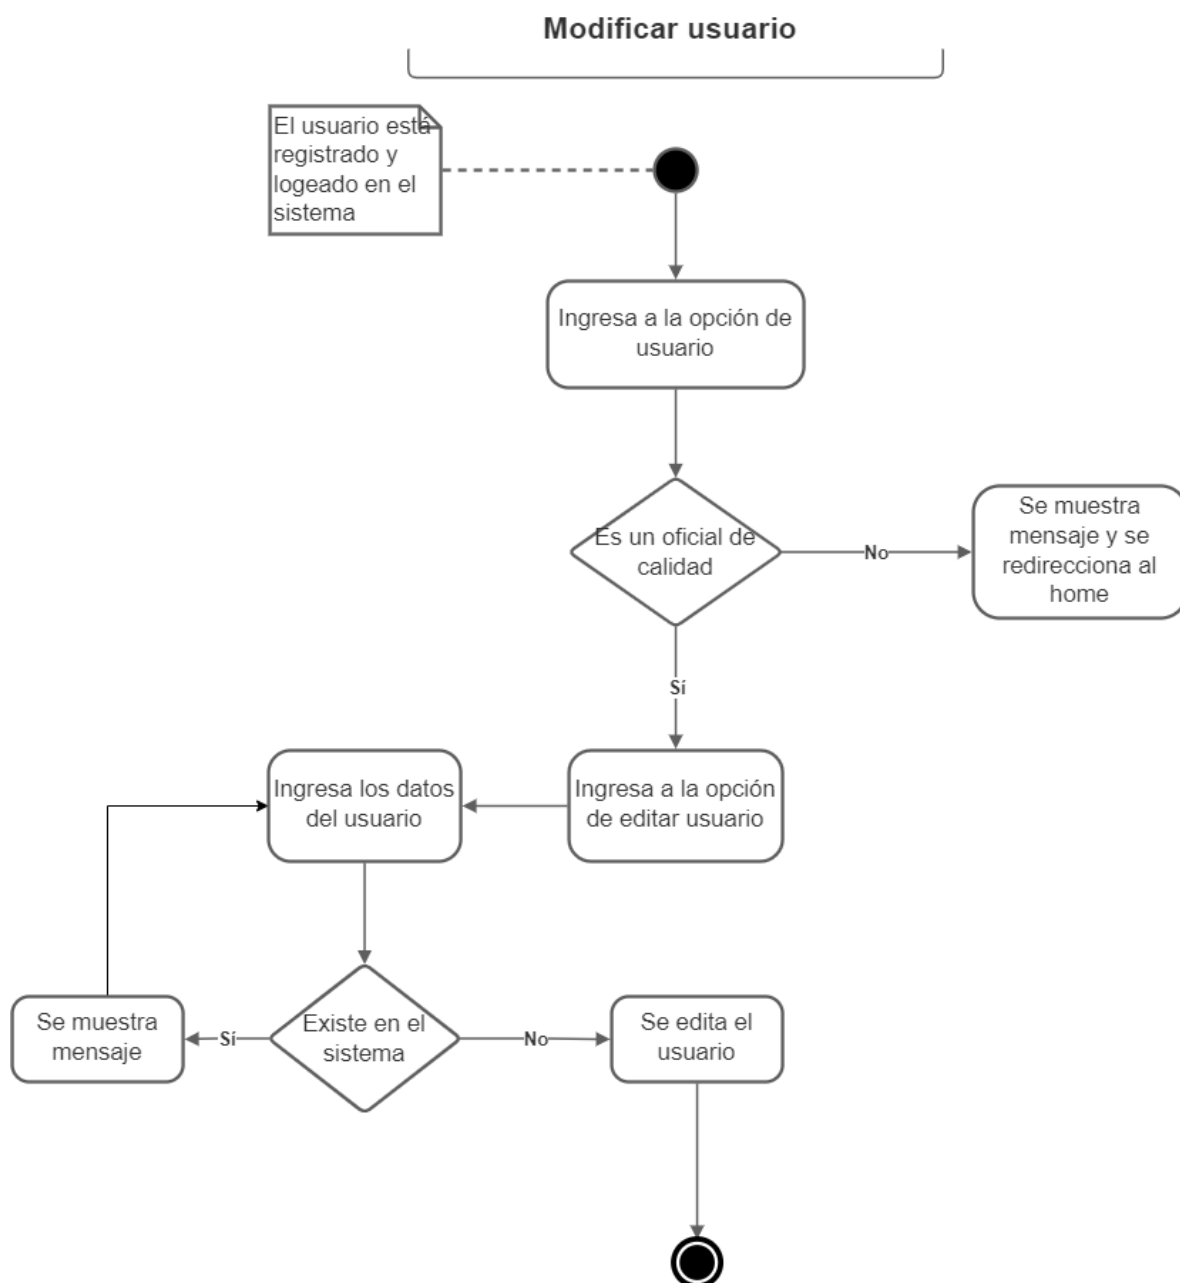 Modificar usuario
El usuario está
registrado y
logeado en el
sistema
Ingresa a la opción de
usuario
Es un oficial de
calidad
No
Se muestra
mensaje y se
redirecciona al
home
Sí
Ingresa los datos
del usuario
Ingresa a la opción
de editar usuario
Se muestra
mensaje
Sí
Existe en el
sistema
No
Se edita el
usuario